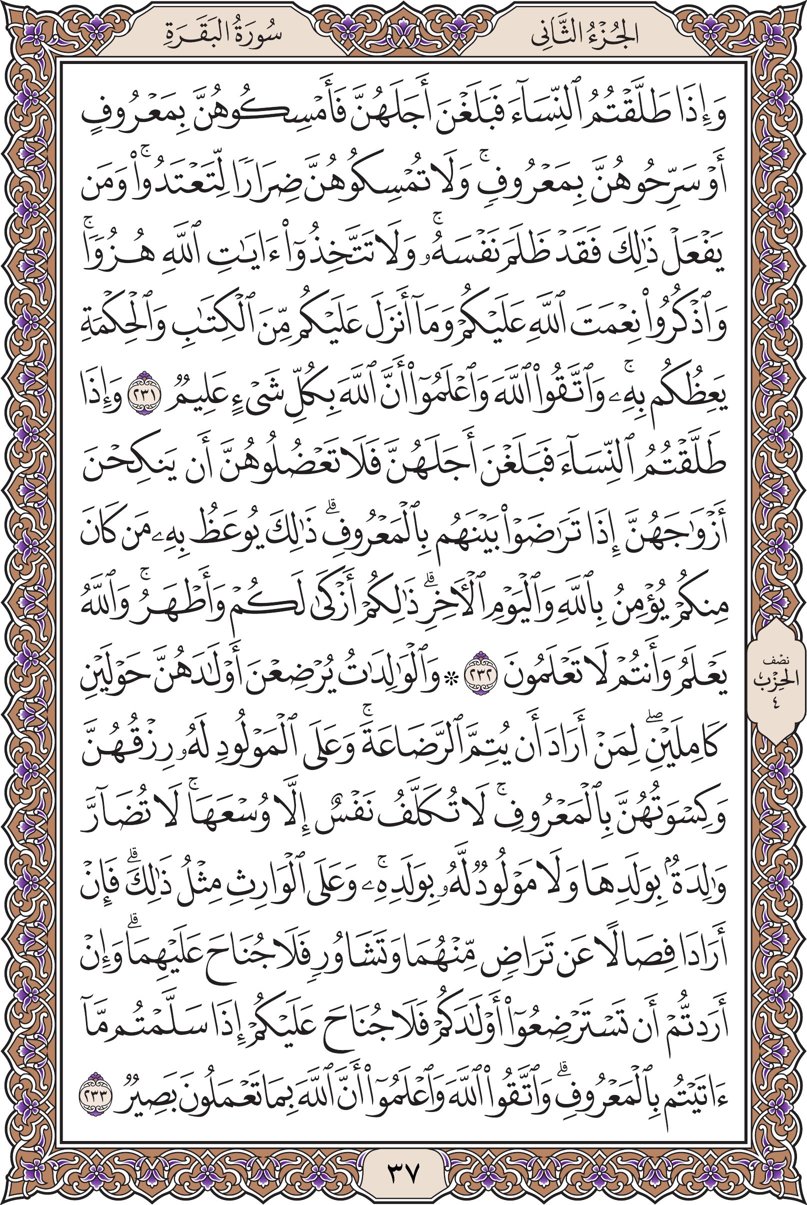 الجُزْءُ الثَّانِي
سُورَةُ البَقَرَةِ
وَإِذَا طَلَّقْتُمُ ٱلنِّسَآءَ فَبَلَغْنَ أَجَلَهُنَّ فَأَمْسِكُوهُنَّ بِمَعْرُوفٍ
أَوْ سَرِّحُوهُنَّ بِمَعْرُوفٍۚ وَلَا تُمْسِكُوهُنَّ ضِرَارًا لِّتَعْتَدُوا۟ۚ وَمَن
يَفْعَلْ ذَٰلِكَ فَقَدْ ظَلَمَ نَفْسَهُۥۚ وَلَا تَتَّخِذُوٓا۟ ءَايَـٰتِ ٱللَّهِ هُزُوًاۚ
وَٱذْكُرُوا۟ نِعْمَتَ ٱللَّهِ عَلَيْكُمْ وَمَآ أَنزَلَ عَلَيْكُم مِّنَ ٱلْكِتَـٰبِ وَٱلْحِكْمَةِ
يَعِظُكُم بِهِۦۚ وَٱتَّقُوا۟ ٱللَّهَ وَٱعْلَمُوٓا۟ أَنَّ ٱللَّهَ بِكُلِّ شَىْءٍ عَلِيمٌ ٢٣١ وَإِذَا
طَلَّقْتُمُ ٱلنِّسَآءَ فَبَلَغْنَ أَجَلَهُنَّ فَلَا تَعْضُلُوهُنَّ أَن يَنكِحْنَ
أَزْوَٰجَهُنَّ إِذَا تَرَٰضَوْا۟ بَيْنَهُم بِٱلْمَعْرُوفِۗ ذَٰلِكَ يُوعَظُ بِهِۦ مَن كَانَ
مِنكُمْ يُؤْمِنُ بِٱللَّهِ وَٱلْيَوْمِ ٱلْـَٔاخِرِۗ ذَٰلِكُمْ أَزْكَىٰ لَكُمْ وَأَطْهَرُۚ وَٱللَّهُ
يَعْلَمُ وَأَنتُمْ لَا تَعْلَمُونَ ٢٣٢ * وَٱلْوَٰلِدَٰتُ يُرْضِعْنَ أَوْلَـٰدَهُنَّ حَوْلَيْنِ
نصف
الحزب
٤
كَامِلَيْنِۖ لِمَنْ أَرَادَ أَن يُتِمَّ ٱلرَّضَاعَةَۚ وَعَلَى ٱلْمَوْلُودِ لَهُۥ رِزْقُهُنَّ
وَكِسْوَتُهُنَّ بِٱلْمَعْرُوفِۚ لَا تُكَلَّفُ نَفْسٌ إِلَّا وُسْعَهَاۚ لَا تُضَآرَّ
وَٰلِدَةٌۢ بِوَلَدِهَا وَلَا مَوْلُودٌ لَّهُۥ بِوَلَدِهِۦۚ وَعَلَى ٱلْوَارِثِ مِثْلُ ذَٰلِكَۗ فَإِنْ
أَرَادَا فِصَالًا عَن تَرَاضٍ مِّنْهُمَا وَتَشَاوُرٍ فَلَا جُنَاحَ عَلَيْهِمَاۗ وَإِنْ
أَرَدتُّمْ أَن تَسْتَرْضِعُوٓا۟ أَوْلَـٰدَكُمْ فَلَا جُنَاحَ عَلَيْكُمْ إِذَا سَلَّمْتُم مَّآ
ءَاتَيْتُم بِٱلْمَعْرُوفِۗ وَٱتَّقُوا۟ ٱللَّهَ وَٱعْلَمُوٓا۟ أَنَّ ٱللَّهَ بِمَا تَعْمَلُونَ بَصِيرٌ ٢٣٣
٣٧